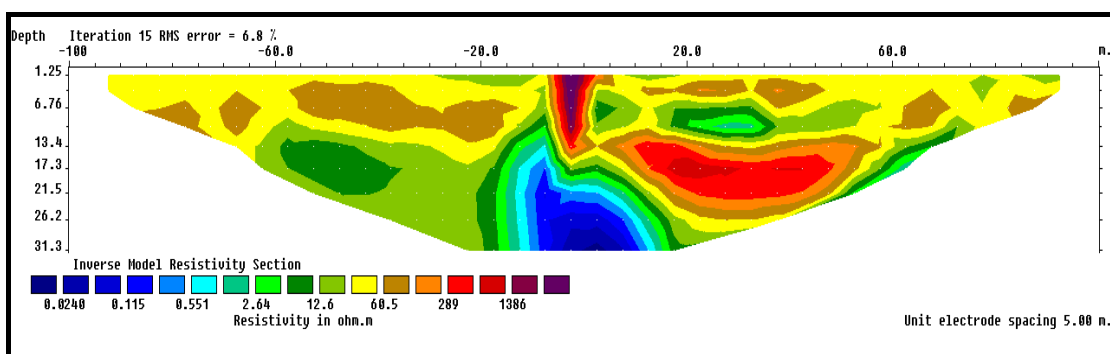 Depth Iteration 15 RMS error = 6.8 %
-100 -60.0 -20.0 20.0 60.0 m.
1.25
6.76
13.4
17.3
21.5
26.2
31.3
Inverse Model Resistivity Section
0.0240 0.115 0.551 2.64 12.6 60.5 289 1386
Resistivity in ohm.m
Unit electrode spacing 5.00 m.